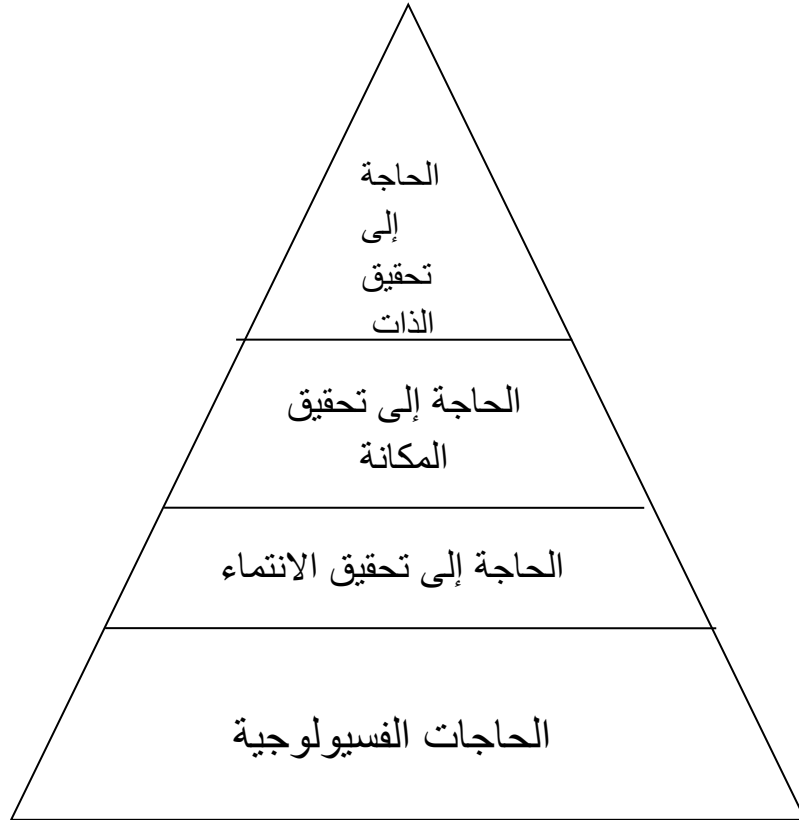 الحاجة
إلى
تحقيق
الذات
الحاجة إلى تحقيق
المكانة
الحاجة إلى تحقيق الانتماء
الحاجات الفسيولوجية